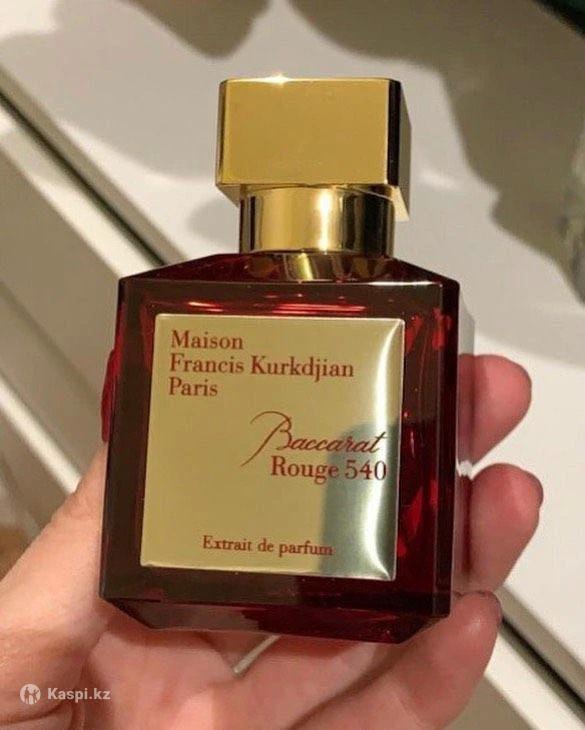 Maison
Francis Kurkdjian
Paris
Baccarat
Rouge 540
Extrait de parfum
Kaspi.kz